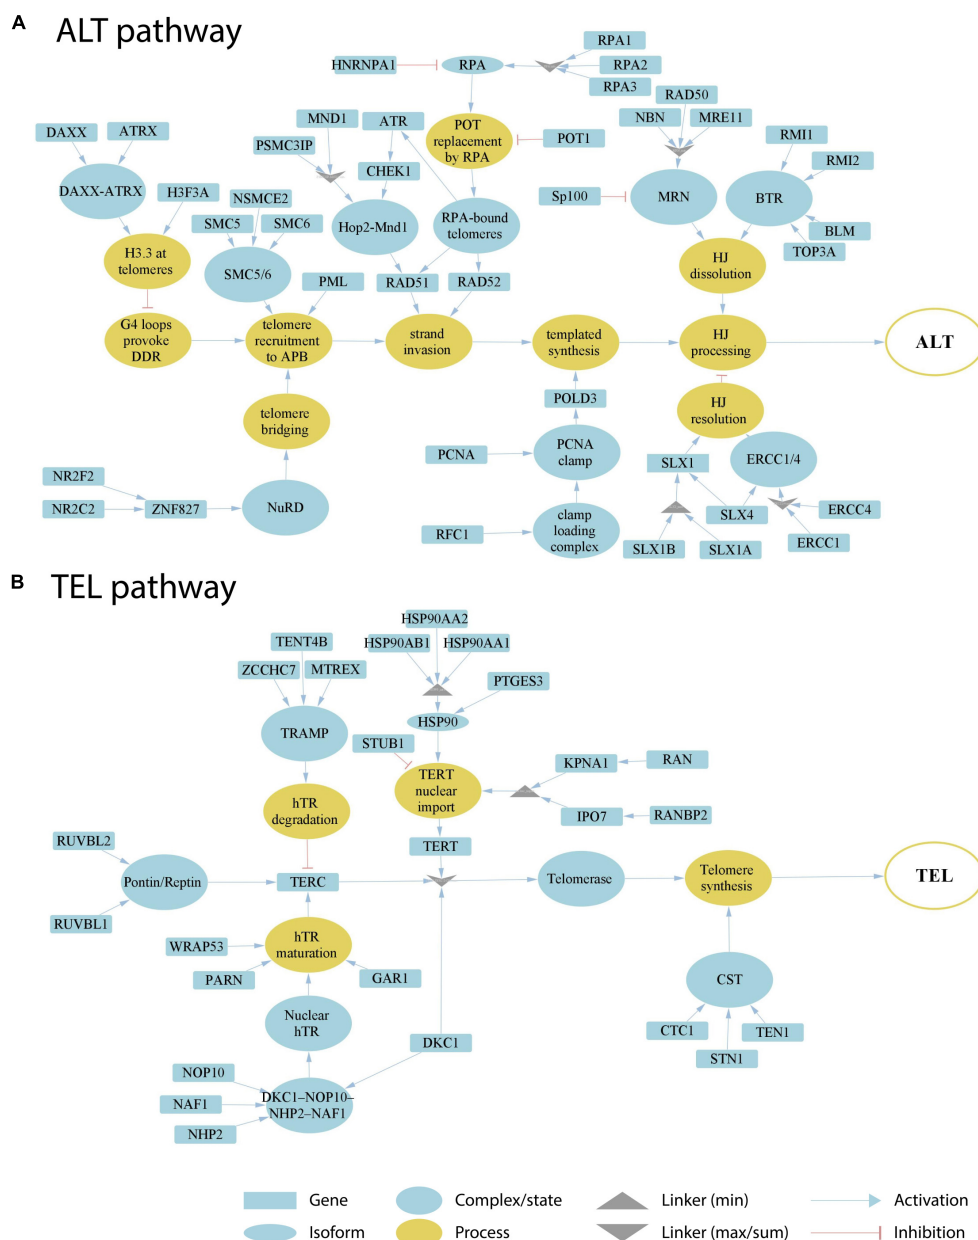 A
ALT pathway
HNRNPA1
RPA
RPA1
RPA2
RPA3
RAD50
NBN
MRE11
MND1
ATR
PSMC3IP
CHEK1
POT
replacement
by RPA
POT1
DAXX
ATRX
RMI1
RMI2
DAXX-ATRX
H3F3A
NSMCE2
SMC5
SMC6
Hop2-Mnd1
RPA-bound
telomeres
Sp100
MRN
BTR
BLM
TOP3A
H3.3 at
telomeres
SMC5/6
PML
RAD51
RAD52
HJ
dissolution
G4 loops
provoke
DDR
telomere
recruitment
to APB
strand
invasion
templated
synthesis
HJ
processing
ALT
telomere
bridging
POLD3
HJ
resolution
PCNA
PCNA
clamp
SLX1
ERCC1/4
NR2F2
NR2C2
ZNF827
NuRD
RFC1
clamp
loading
complex
SLX4
ERCC4
SLX1B
SLX1A
ERCC1
B
TEL pathway
HSP90AA2
HSP90AB1
HSP90AA1
TENT4B
ZCCHC7
MTREX
PTGES3
TRAMP
HSP90
STUB1
KPNA1
RAN
TERT
nuclear
import
hTR
degradation
IPO7
RANBP2
RUVBL2
TERT
Pontin/Reptin
TERC
Telomerase
Telomere
synthesis
TEL
RUVBL1
WRAP53
hTR
maturation
PARN
GAR1
CST
Nuclear
hTR
DKC1
CTC1
TEN1
STN1
NOP10
NAF1
NHP2
DKC1–NOP10–
NHP2–NAF1
Gene
Complex/state
Linker (min)
Activation
Isoform
Process
Linker (max/sum)
Inhibition